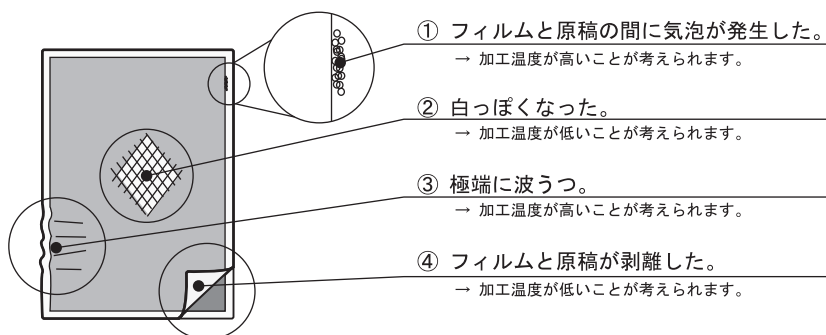 ① フィルムと原稿の間に気泡が発生した。
→ 加工温度が高いことが考えられます。
② 白っぽくなった。
→ 加工温度が低いことが考えられます。
③ 極端に波うつ。
→ 加工温度が高いことが考えられます。
④ フィルムと原稿が剥離した。
→ 加工温度が低いことが考えられます。